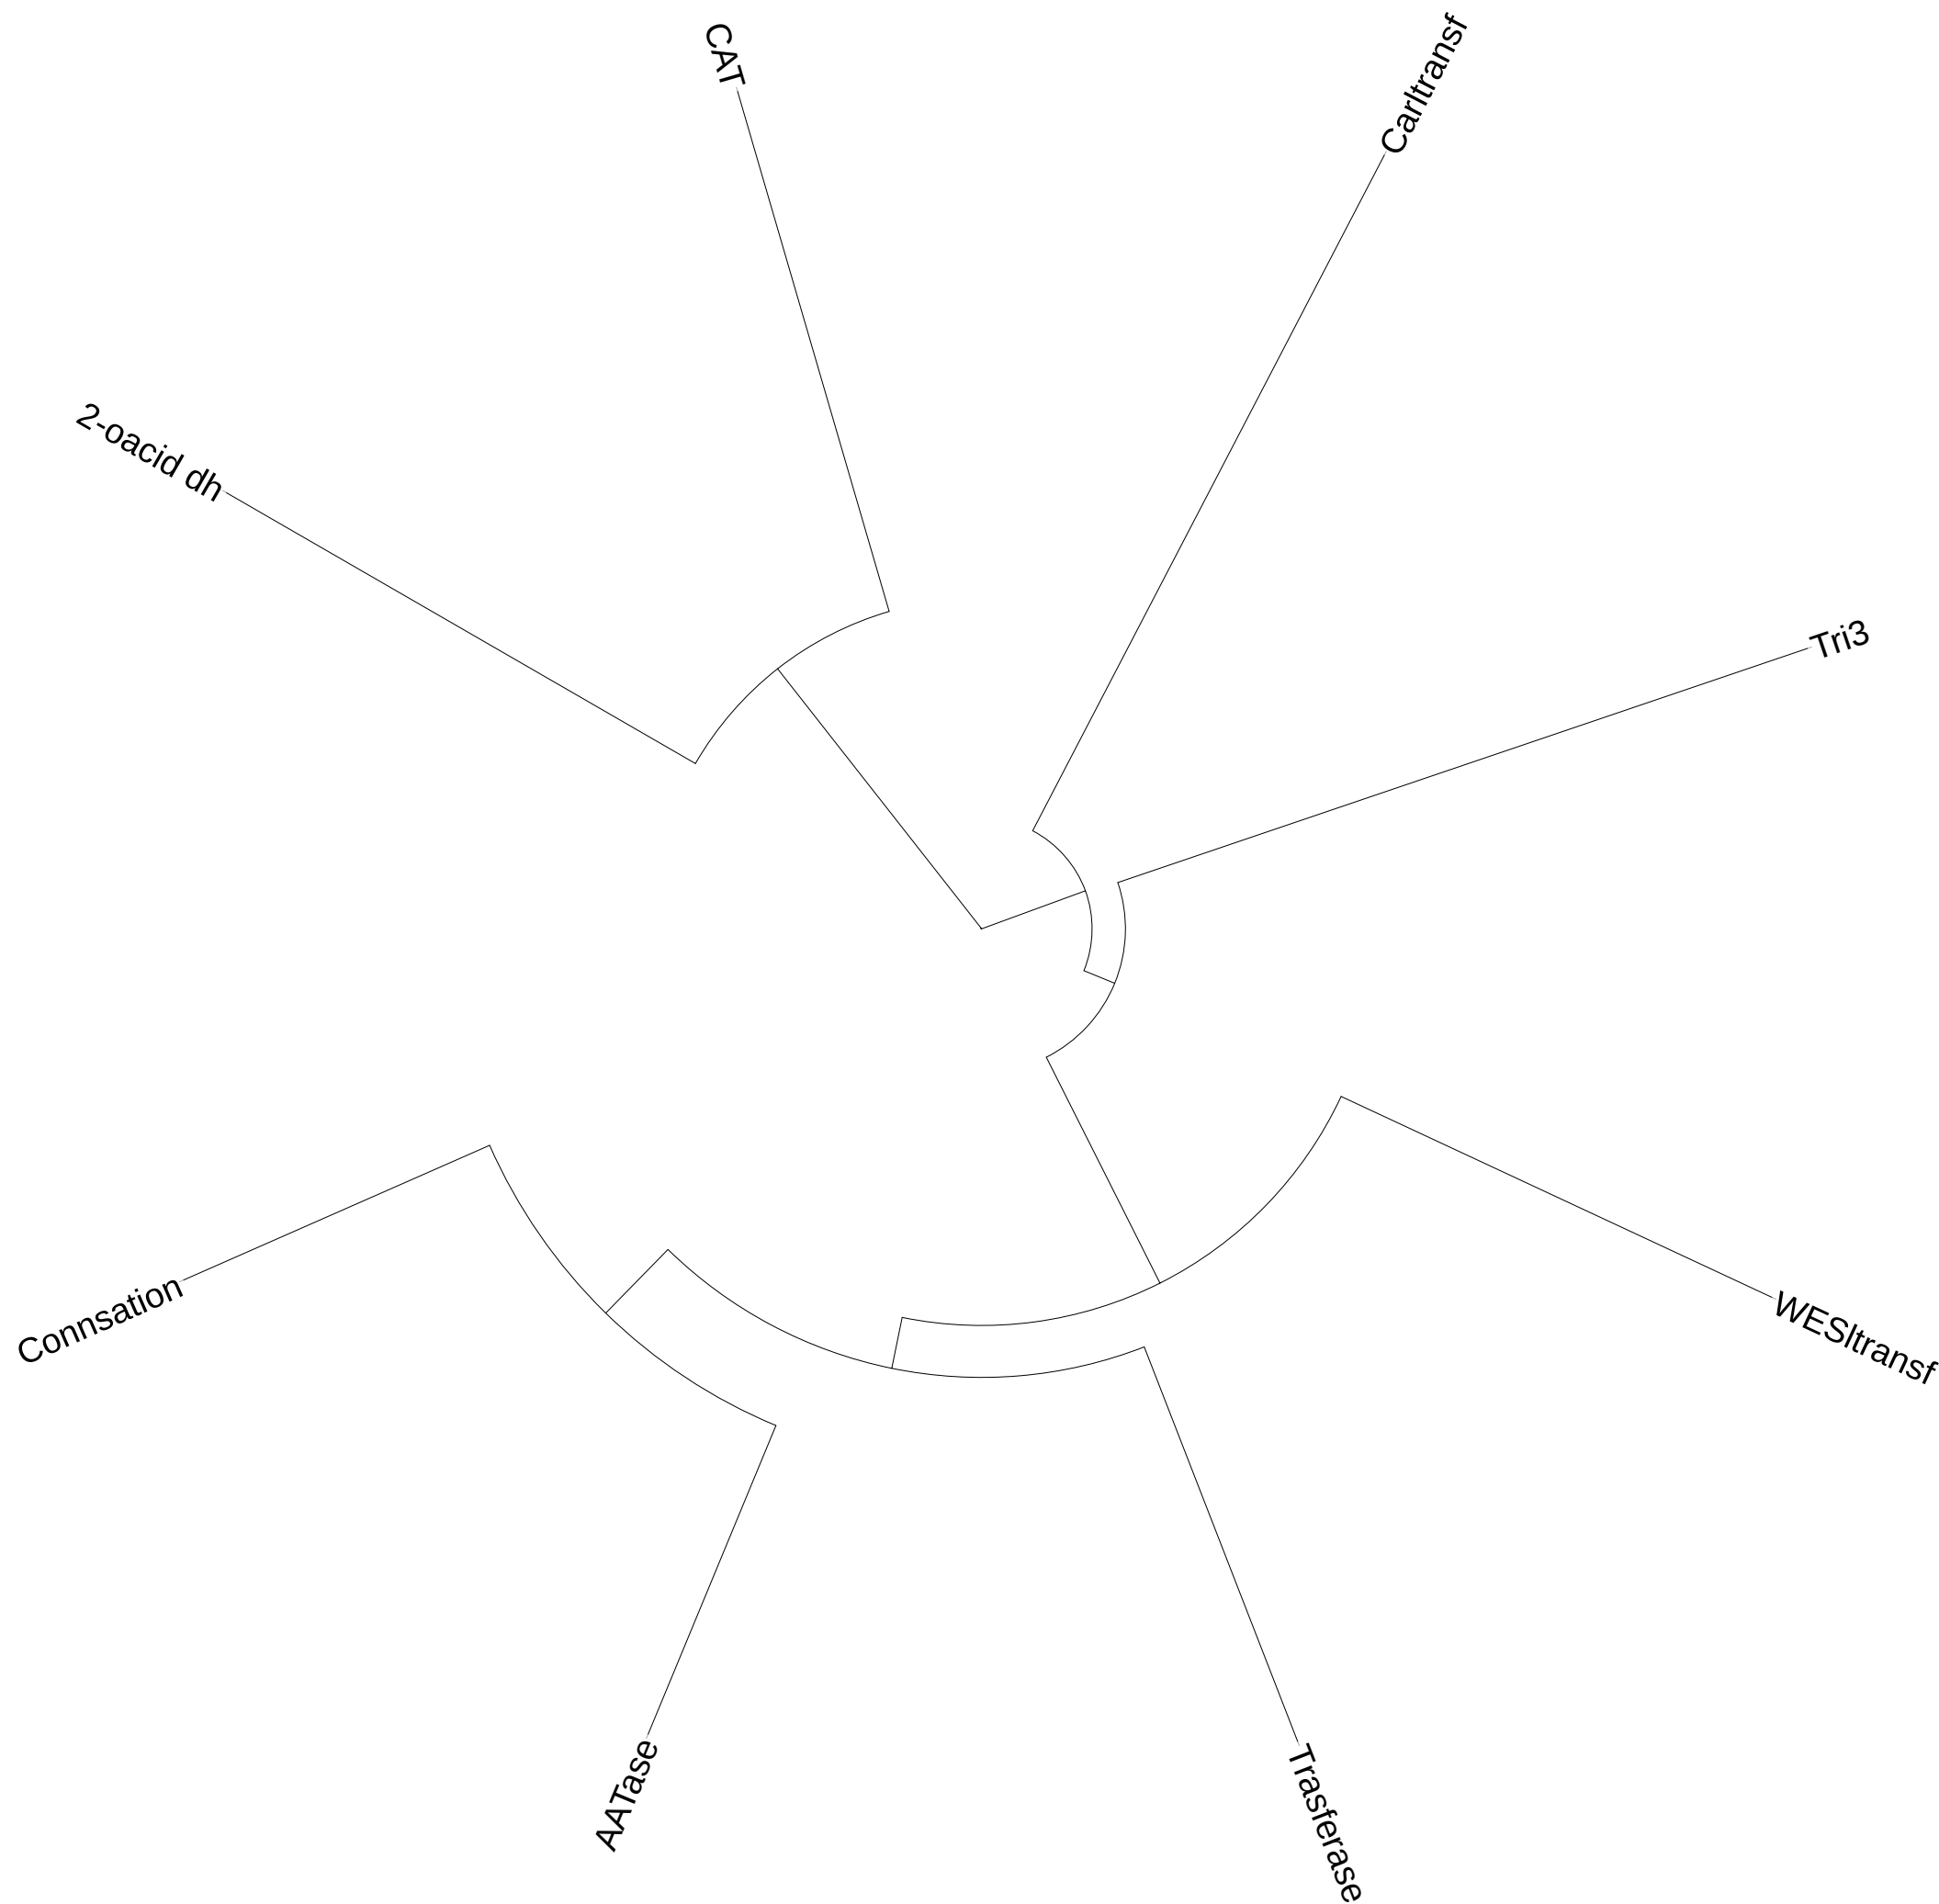 CAT
Carltransf
2-oacid dh
Tri3
Connsation
WESltransf
AATase
Trasferase